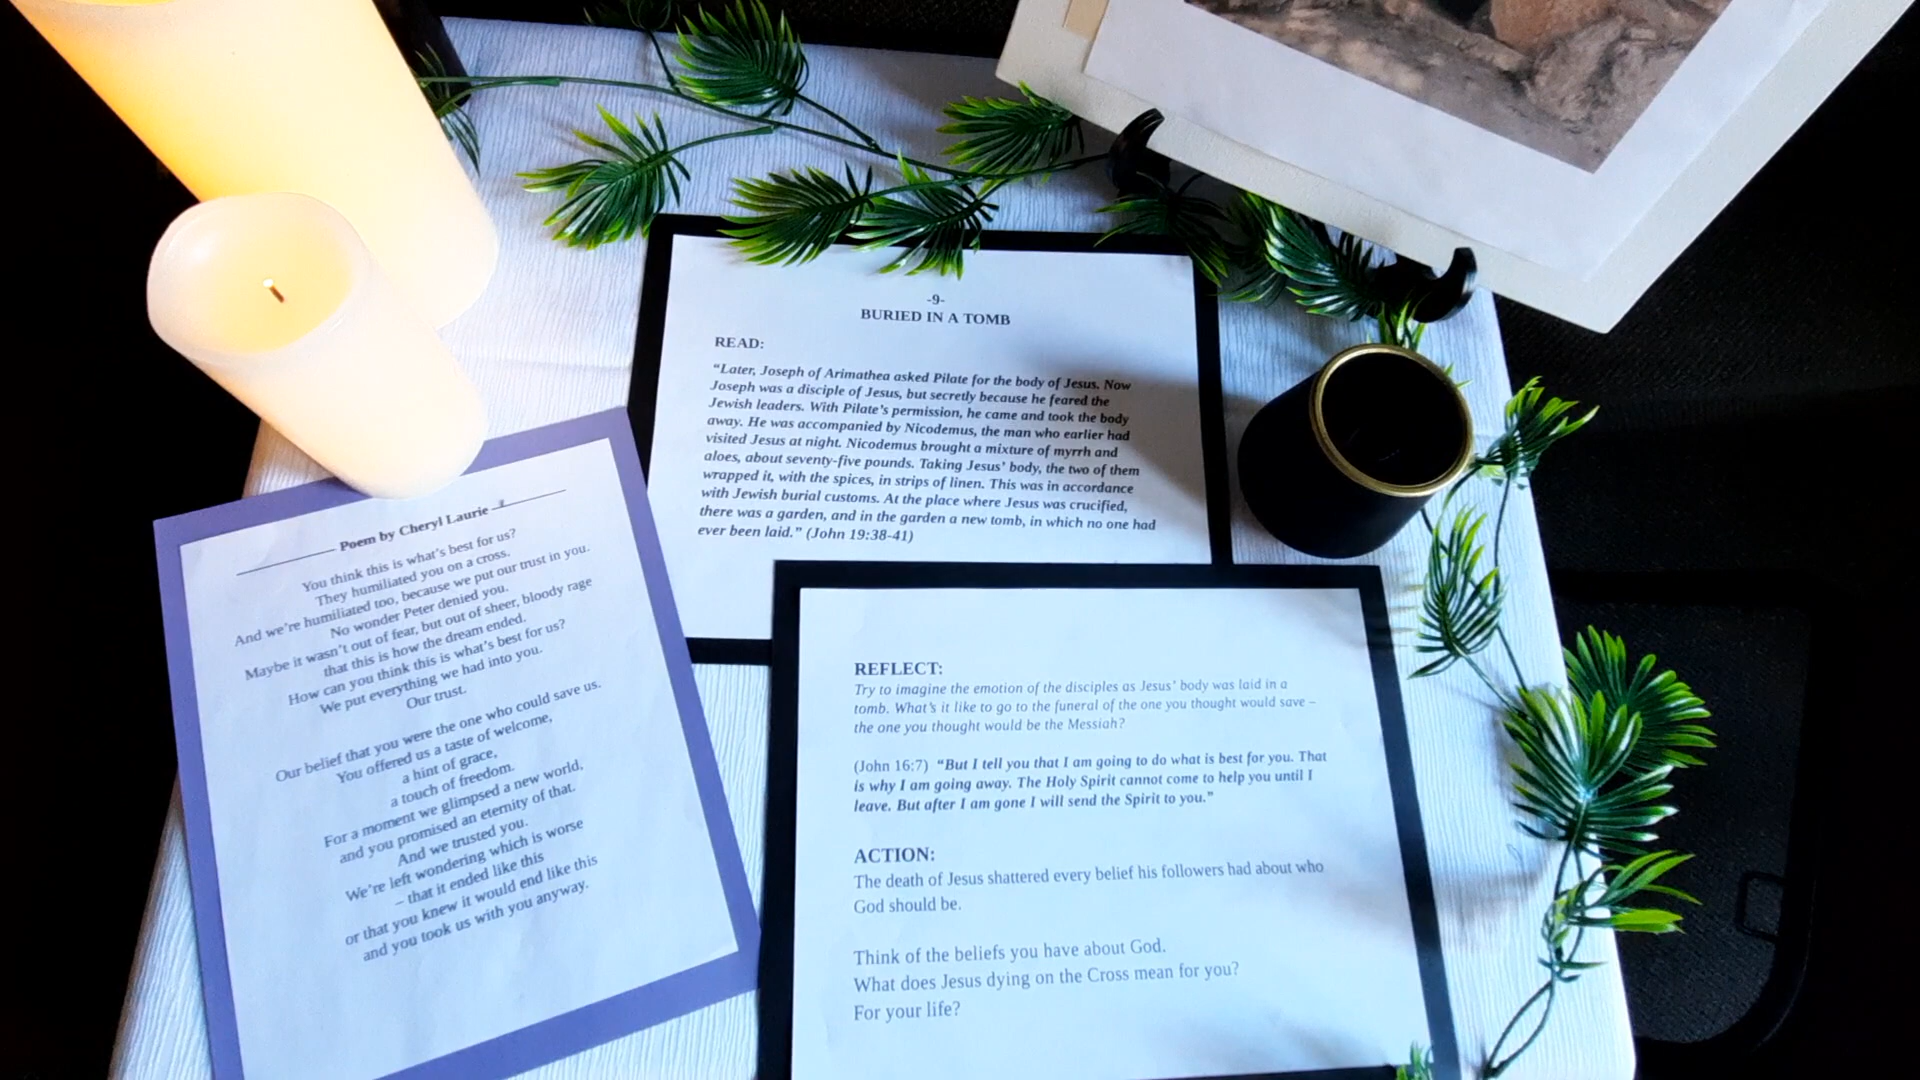 -9-
BURIED IN A TOMB
READ:
“Later, Joseph of Arimathea asked Pilate for the body of Jesus. Now
Joseph was a disciple of Jesus, but secretly because he feared the
Jewish leaders. With Pilate’s permission, he came and took the body
away. He was accompanied by Nicodemus, the man who earlier had
visited Jesus at night. Nicodemus brought a mixture of myrrh and
aloes, about seventy-five pounds. Taking Jesus’ body, the two of them
wrapped it, with the spices, in strips of linen. This was in accordance
with Jewish burial customs. At the place where Jesus was crucified,
there was a garden, and in the garden a new tomb, in which no one had
ever been laid.” (John 19:38-41)
Poem by Cheryl Laurie
You think this is what’s best for us?
They humiliated you on a cross.
And we’re humiliated too, because we put our trust in you.
No wonder Peter denied you.
Maybe it wasn’t out of fear, but out of sheer, bloody rage
that this is how the dream ended.
How can you think this is what’s best for us?
We put everything we had into you.
Our trust.
Our belief that you were the one who could save us.
You offered us a taste of welcome,
a hint of grace,
a touch of freedom.
For a moment we glimpsed a new world,
and you promised an eternity of that.
And we trusted you.
We’re left wondering which is worse
– that it ended like this
or that you knew it would end like this
and you took us with you anyway.
REFLECT:
Try to imagine the emotion of the disciples as Jesus’ body was laid in a
tomb. What’s it like to go to the funeral of the one you thought would save –
the one you thought would be the Messiah?
(John 16:7) “But I tell you that I am going to do what is best for you. That
is why I am going away. The Holy Spirit cannot come to help you until I
leave. But after I am gone I will send the Spirit to you.”
ACTION:
The death of Jesus shattered every belief his followers had about who
God should be.
Think of the beliefs you have about God.
What does Jesus dying on the Cross mean for you?
For your life?